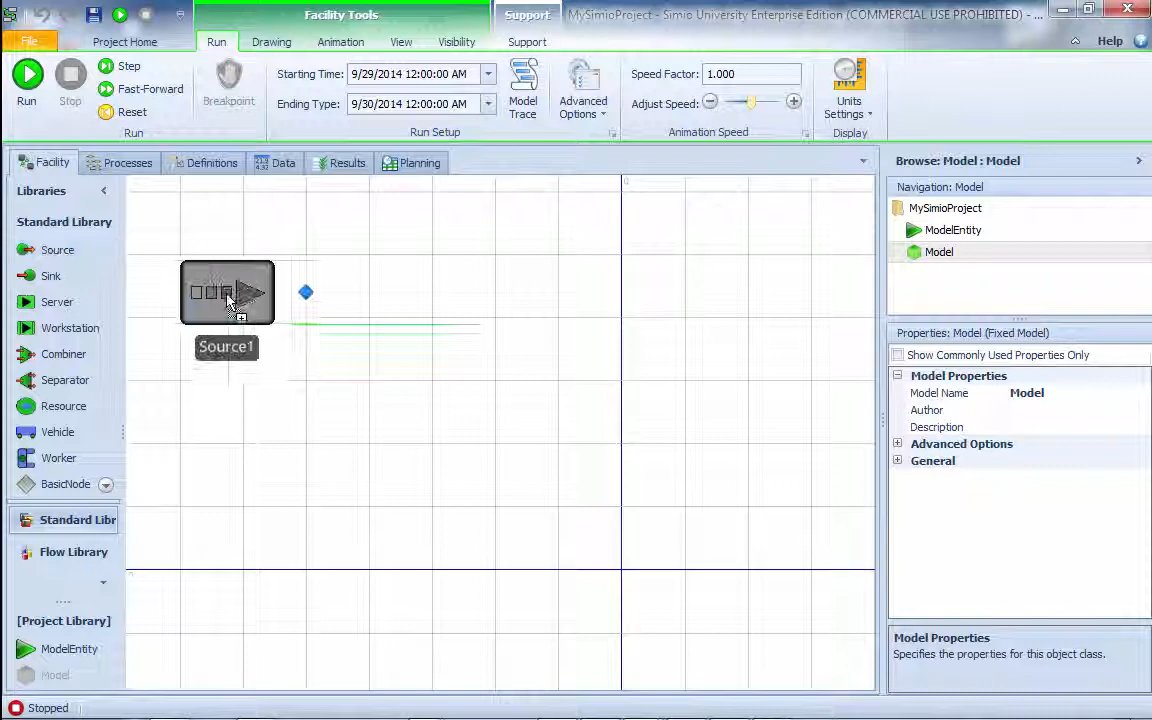 Facility Tools
Support
MySimioProject - Simio University Enterprise Edition (COMMERCIAL USE PROHIBITED) - ...
File
Project Home
Run
Drawing
Animation
View
Visibility
Support
Help
Run
Stop
Step
Fast-Forward
Reset
Run
Breakpoint
Starting Time:
9/29/2014 12:00:00 AM
Ending Type:
9/30/2014 12:00:00 AM
Run Setup
Model
Trace
Advanced
Options
Speed Factor:
1.000
Adjust Speed:
Animation Speed
Units
Settings
Display
Facility
Processes
Definitions
Data
Results
Planning
Browse: Model : Model
Libraries
Standard Library
Source
Sink
Server
Workstation
Combiner
Separator
Resource
Vehicle
Worker
BasicNode
Standard Libr
Flow Library
[Project Library]
ModelEntity
Model
Source1
Navigation: Model
MySimioProject
ModelEntity
Model
Properties: Model (Fixed Model)
Show Commonly Used Properties Only
Model Properties
Model Name
Model
Author
Description
Advanced Options
General
Model Properties
Specifies the properties for this object class.
Stopped